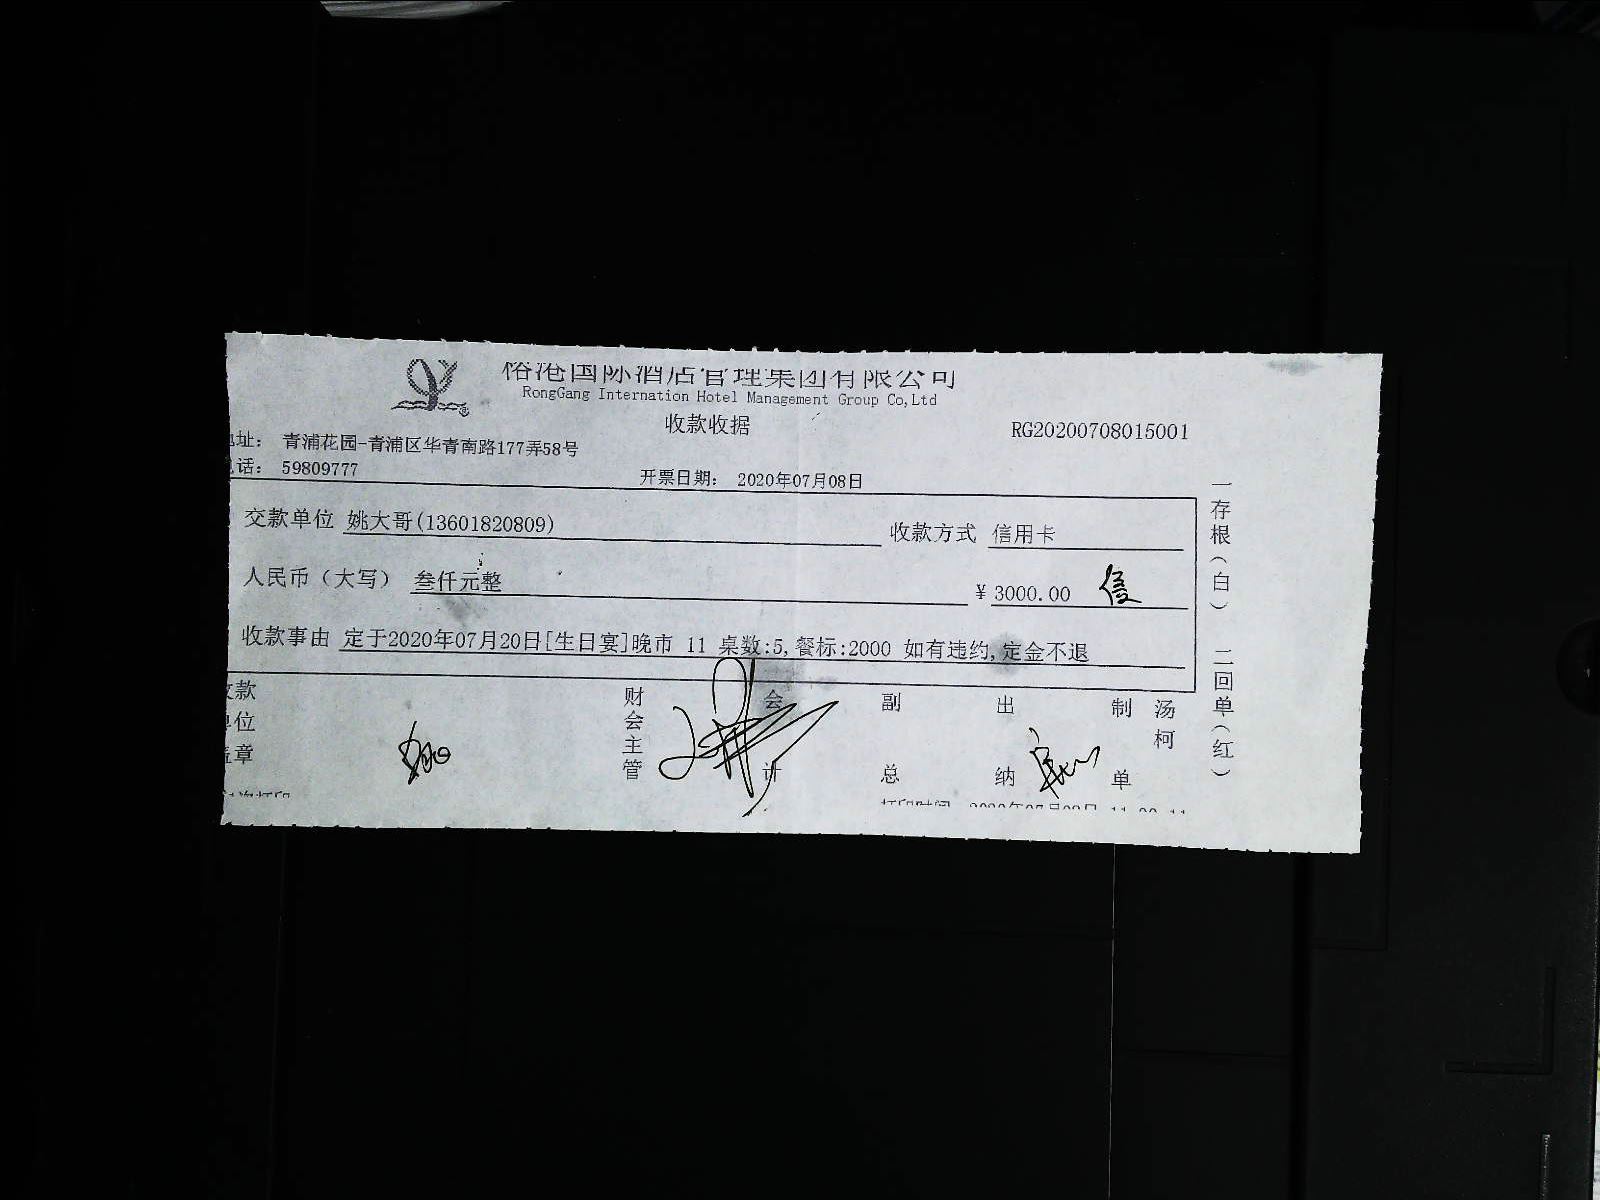 榕港国际酒店管理集团有限公司
RongGang Internation Hotel Management Group Co,Ltd
收款收据
RG20200708015001
地址： 青浦花园-青浦区华青南路177弄58号
电话： 59809777
开票日期： 2020年07月08日
交款单位 姚大哥(13601820809) 收款方式 信用卡
人民币（大写） 叁仟元整 ¥ 3000.00 信
收款事由 定于2020年07月20日[生日宴]晚市 11 桌数:5,餐标:2000 如有违约,定金不退
收款单位盖章
财会主管
会计
副总
出纳
制单
汤柯
一存根（白） 二回单（红）